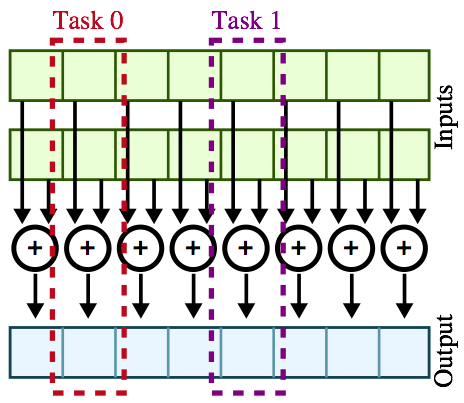 Task 0
Task 1
Inputs
+ + + + + + + +
Output